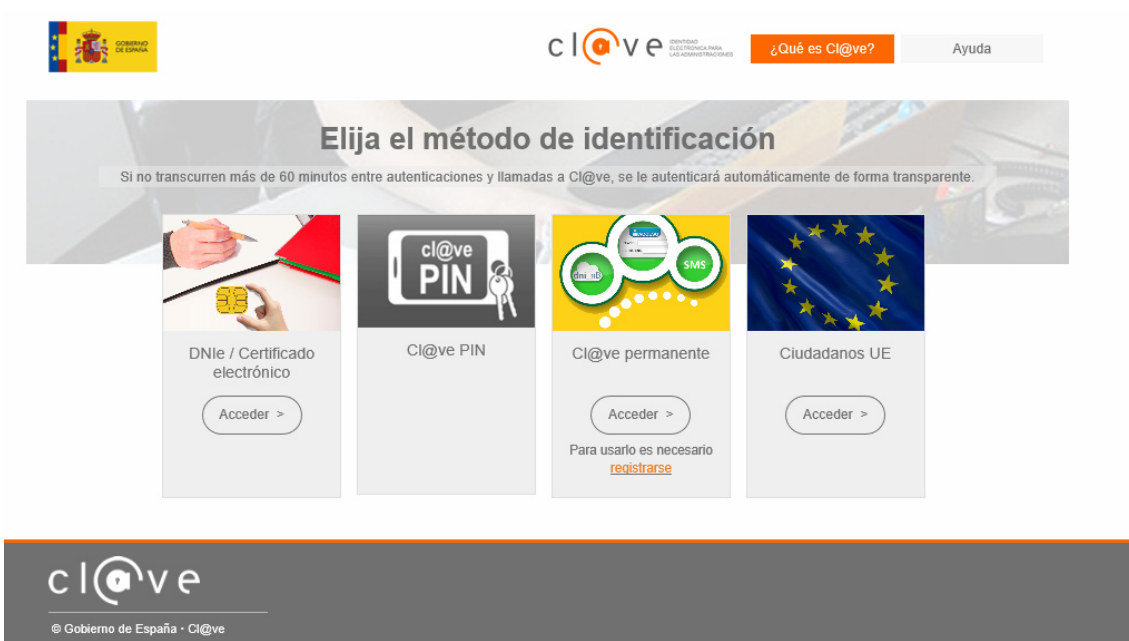 GOBIERNO
DE ESPAÑA
cl@ve
IDENTIDAD
ELECTRÓNICA PARA
LAS ADMINISTRACIONES
¿Qué es Cl@ve?
Ayuda
Elija el método de identificación
Si no transcurren más de 60 minutos entre autenticaciones y llamadas a Cl@ve, se le autenticará automáticamente de forma transparente.
cl@ve
PIN
SMS
DNIe / Certificado
electrónico
Acceder >
Cl@ve PIN
Cl@ve permanente
Acceder >
Para usarlo es necesario
registrarse
Ciudadanos UE
Acceder >
cl@ve
© Gobierno de España · Cl@ve